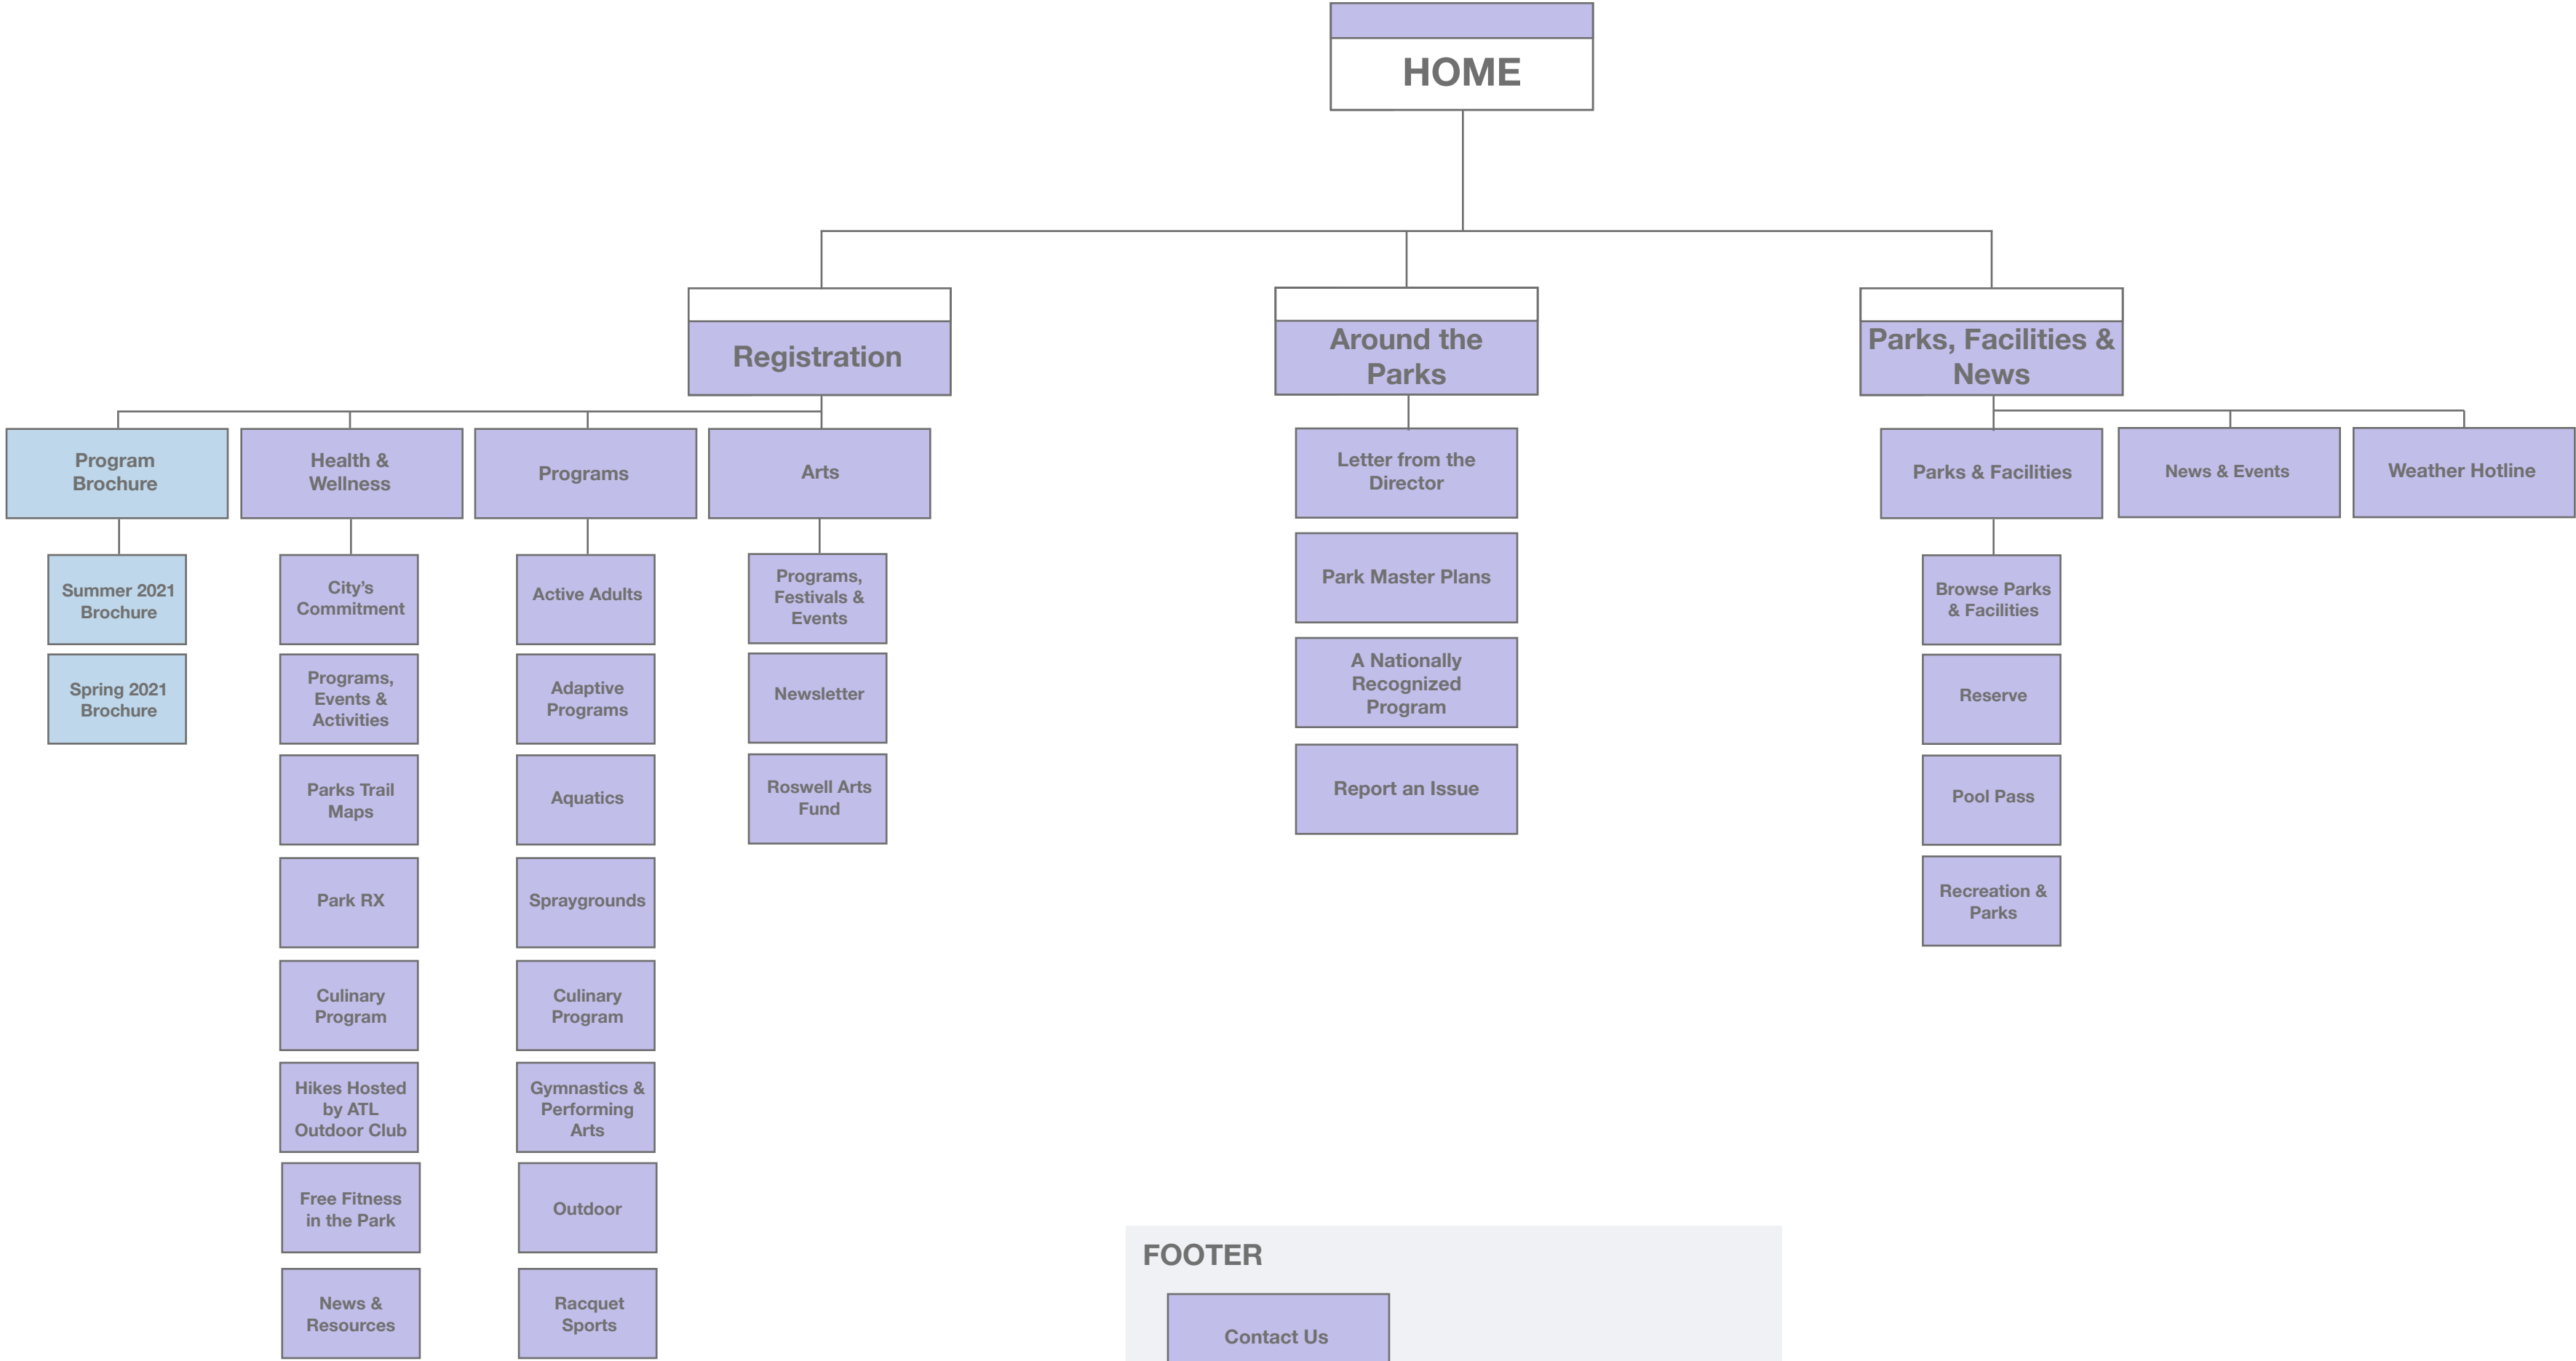 HOME
Registration
Around the
Parks
Parks, Facilities &
News
Program
Brochure
Health &
Wellness
Programs
Arts
Letter from the
Director
Parks & Facilities
News & Events
Weather Hotline
Summer 2021
Brochure
Spring 2021
Brochure
City’s
Commitment
Programs,
Events &
Activities
Parks Trail
Maps
Park RX
Culinary
Program
Hikes Hosted
by ATL
Outdoor Club
Free Fitness
in the Park
News &
Resources
Active Adults
Adaptive
Programs
Aquatics
Spraygrounds
Culinary
Program
Gymnastics &
Performing
Arts
Outdoor
Racquet
Sports
Programs,
Festivals &
Events
Newsletter
Roswell Arts
Fund
Park Master Plans
A Nationally
Recognized
Program
Report an Issue
Browse Parks
& Facilities
Reserve
Pool Pass
Recreation &
Parks
FOOTER
Contact Us